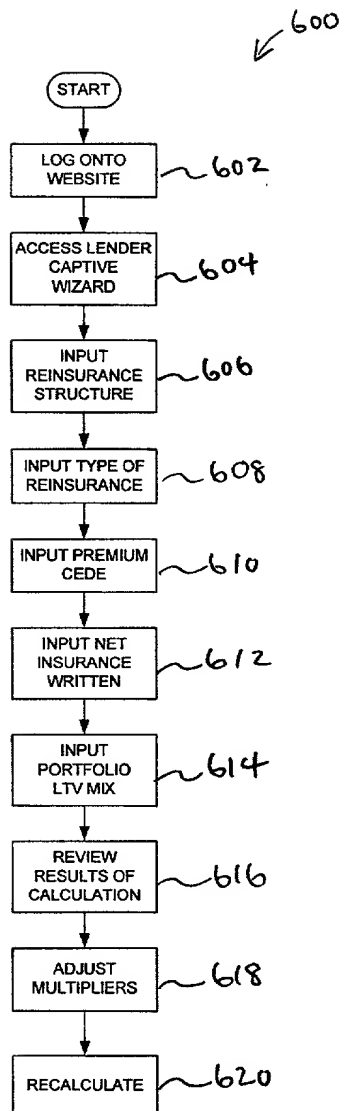 600
START
LOG ONTO
WEBSITE
602
ACCESS LENDER
CAPTIVE
WIZARD
604
INPUT
REINSURANCE
STRUCTURE
606
INPUT TYPE OF
REINSURANCE
608
INPUT PREMIUM
CEDE
610
INPUT NET
INSURANCE
WRITTEN
612
INPUT
PORTFOLIO
LTV MIX
614
REVIEW
RESULTS OF
CALCULATION
616
ADJUST
MULTIPLIERS
618
RECALCULATE
620